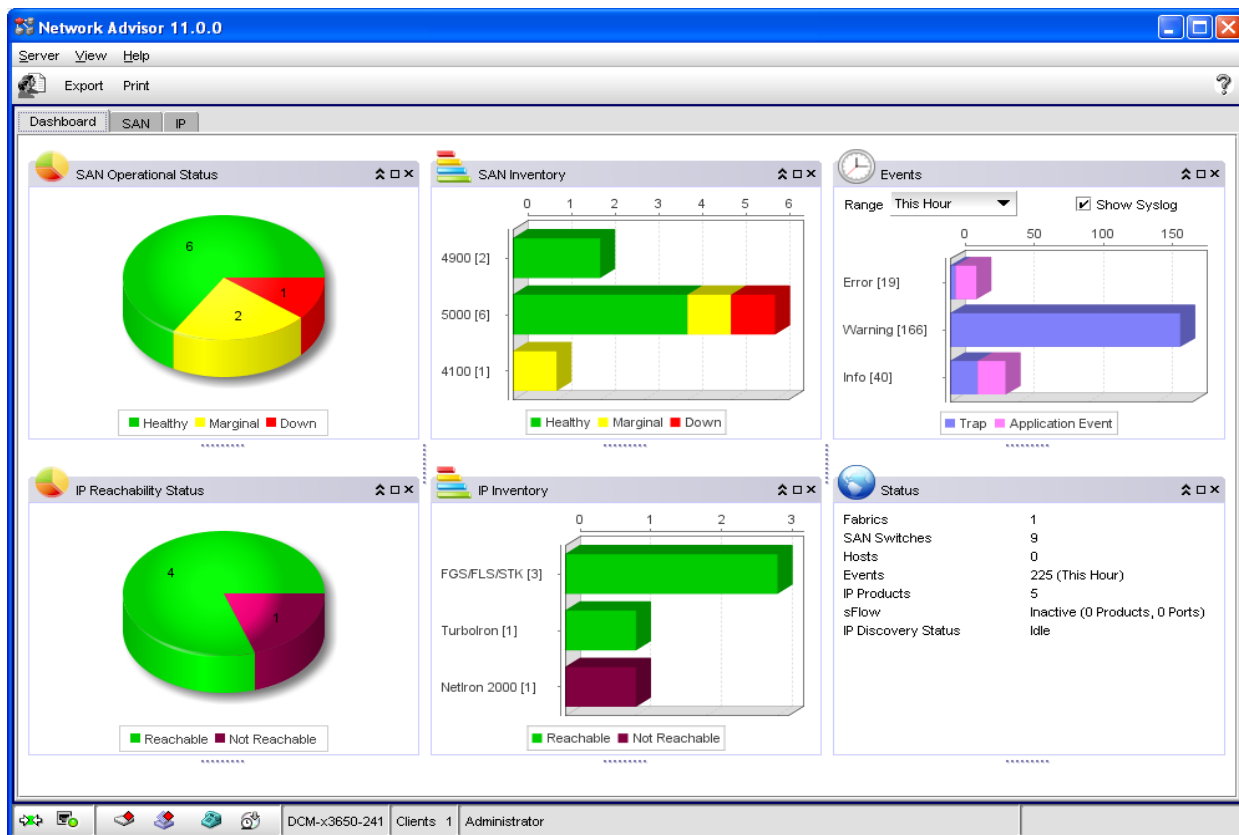 Network Advisor 11.0.0
Server View Help
Export Print
Dashboard SAN IP
SAN Operational Status
6
1
2
Healthy Marginal Down
SAN Inventory
0 1 2 3 4 5 6
4900 [2]
5000 [6]
4100 [1]
Healthy Marginal Down
Events
Range This Hour Show Syslog
0 50 100 150
Error [19]
Warning [166]
Info [40]
Trap Application Event
IP Reachability Status
4
1
Reachable Not Reachable
IP Inventory
0 1 2 3
FGS/FLS/STK [3]
TurboIron [1]
NetIron 2000 [1]
Reachable Not Reachable
Status
Fabrics 1
SAN Switches 9
Hosts 0
Events 225 (This Hour)
IP Products 5
sFlow Inactive (0 Products, 0 Ports)
IP Discovery Status Idle
DCM-x3650-241 Clients 1 Administrator